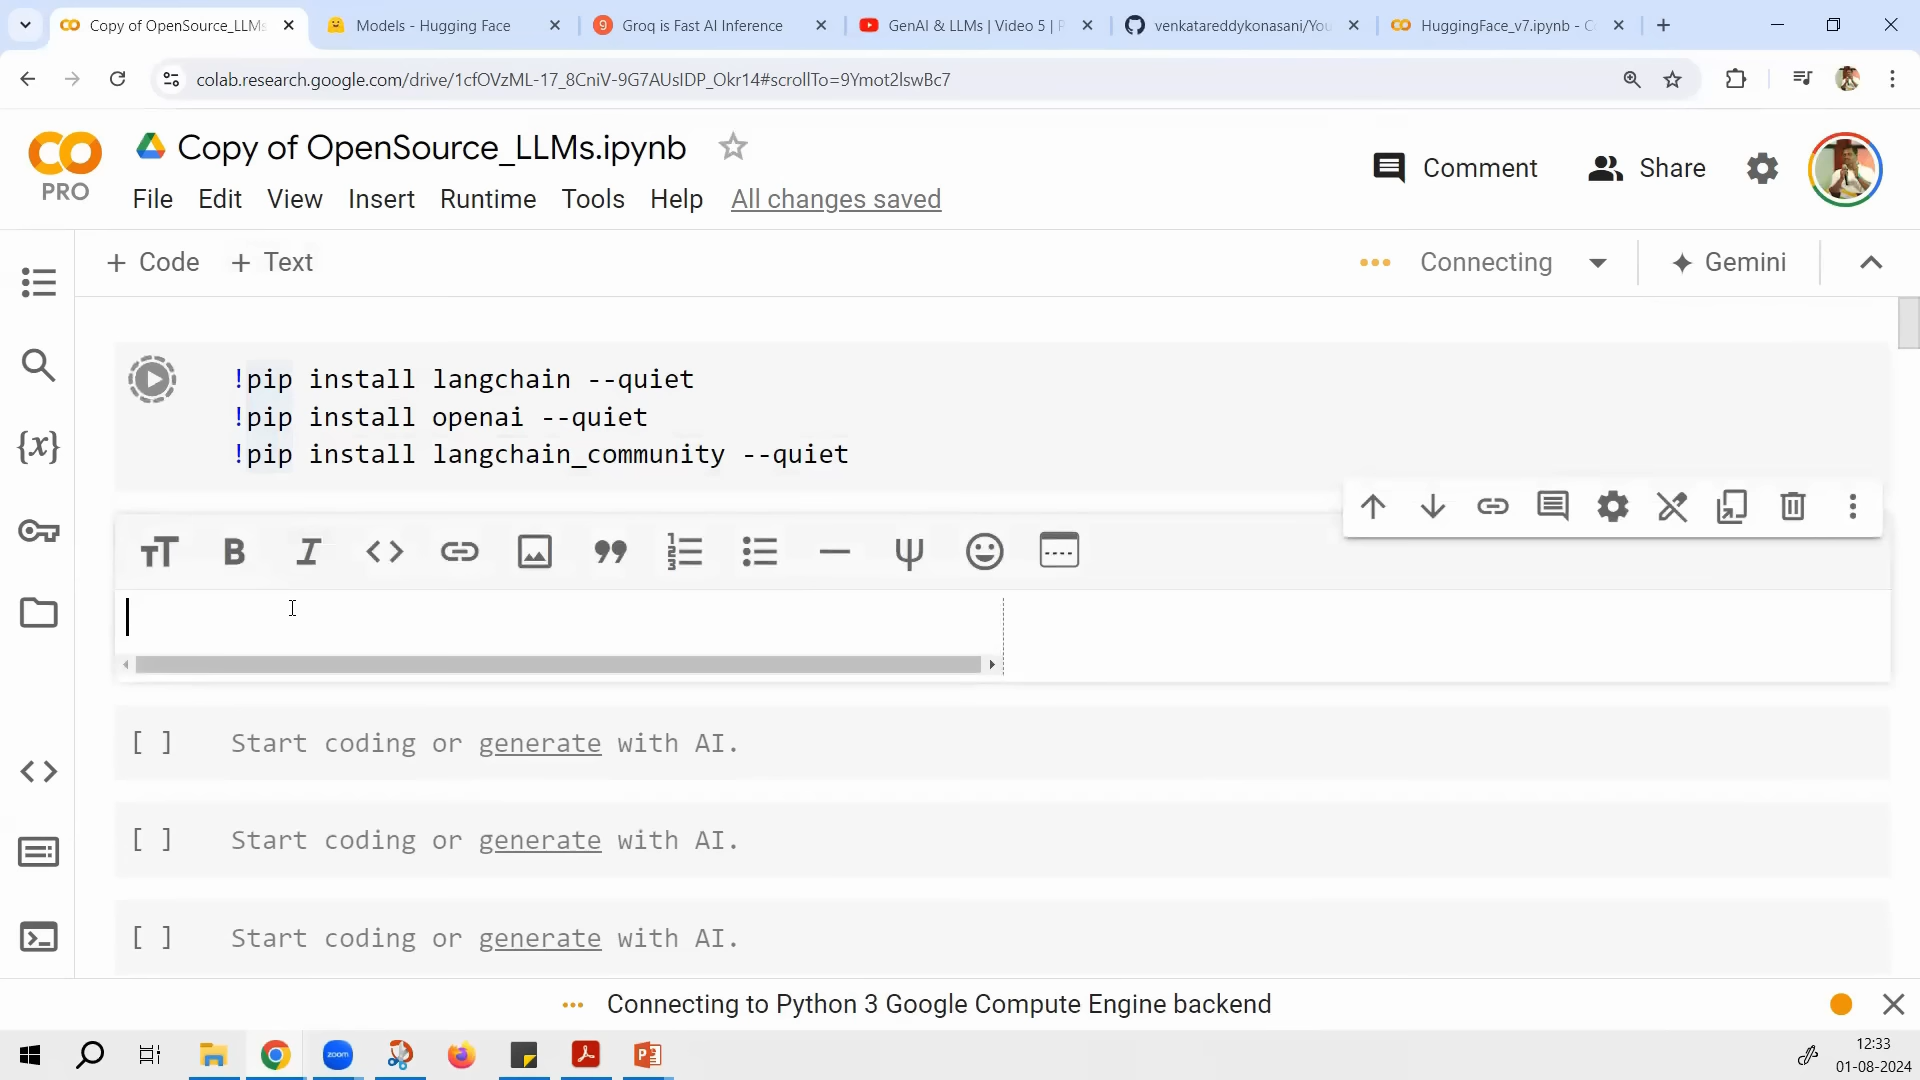 Copy of OpenSource_LLMs
Models - Hugging Face
Groq is Fast AI Inference
GenAI & LLMs | Video 5 | P
venkatareddykonasani/You
HuggingFace_v7.ipynb - C
colab.research.google.com/drive/1cfOVzML-17_8CniV-9G7AUsIDP_Okr14#scrollTo=9Ymot2lswBc7
PRO
Copy of OpenSource_LLMs.ipynb
Comment
Share
File Edit View Insert Runtime Tools Help All changes saved
+ Code + Text
Connecting
Gemini
!pip install langchain --quiet
!pip install openai --quiet
!pip install langchain_community --quiet
[ ] Start coding or generate with AI.
[ ] Start coding or generate with AI.
[ ] Start coding or generate with AI.
Connecting to Python 3 Google Compute Engine backend
zoom
12:33
01-08-2024